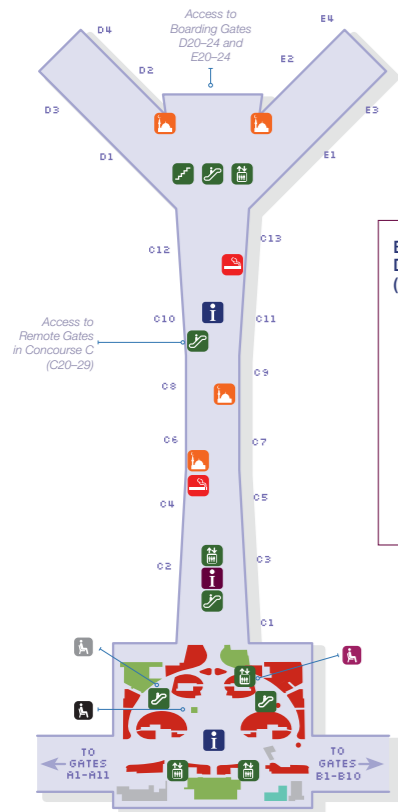 Access to
Boarding Gates
D20–24 and
E20–24
D4
E4
D2
E2
D3
E3
D1
E1
C12
C13
Access to
Remote Gates
in Concourse C
(C20–29)
C10
C11
C8
C9
C6
C7
C4
C5
C2
C3
C1
TO
GATES
A1-A11
TO
GATES
B1-B10
E
D
(